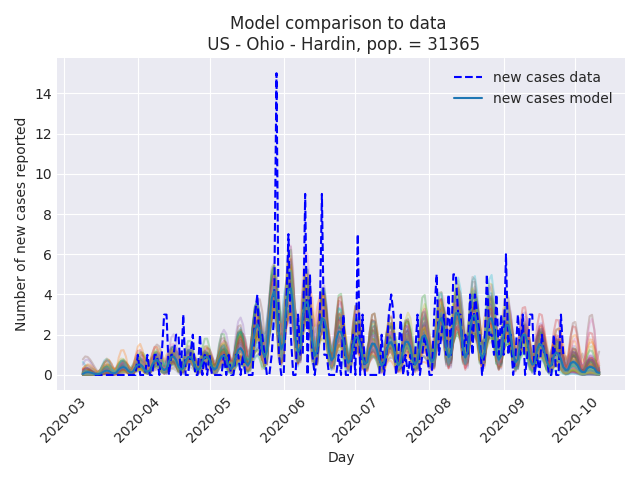 Model comparison to data
US - Ohio - Hardin, pop. = 31365
new cases data
new cases model
Number of new cases reported
14
12
10
8
6
4
2
0
2020-03
2020-04
2020-05
2020-06
2020-07
2020-08
2020-09
2020-10
Day